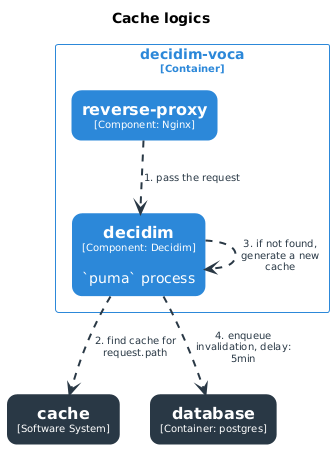 Cache logics
decidim-voca
[Container]
reverse-proxy
[Component: Nginx]
1. pass the request
decidim
[Component: Decidim]
`puma` process
3. if not found,
generate a new
cache
2. find cache for
request.path
4. enqueue
invalidation, delay:
5min
cache
[Software System]
database
[Container: postgres]